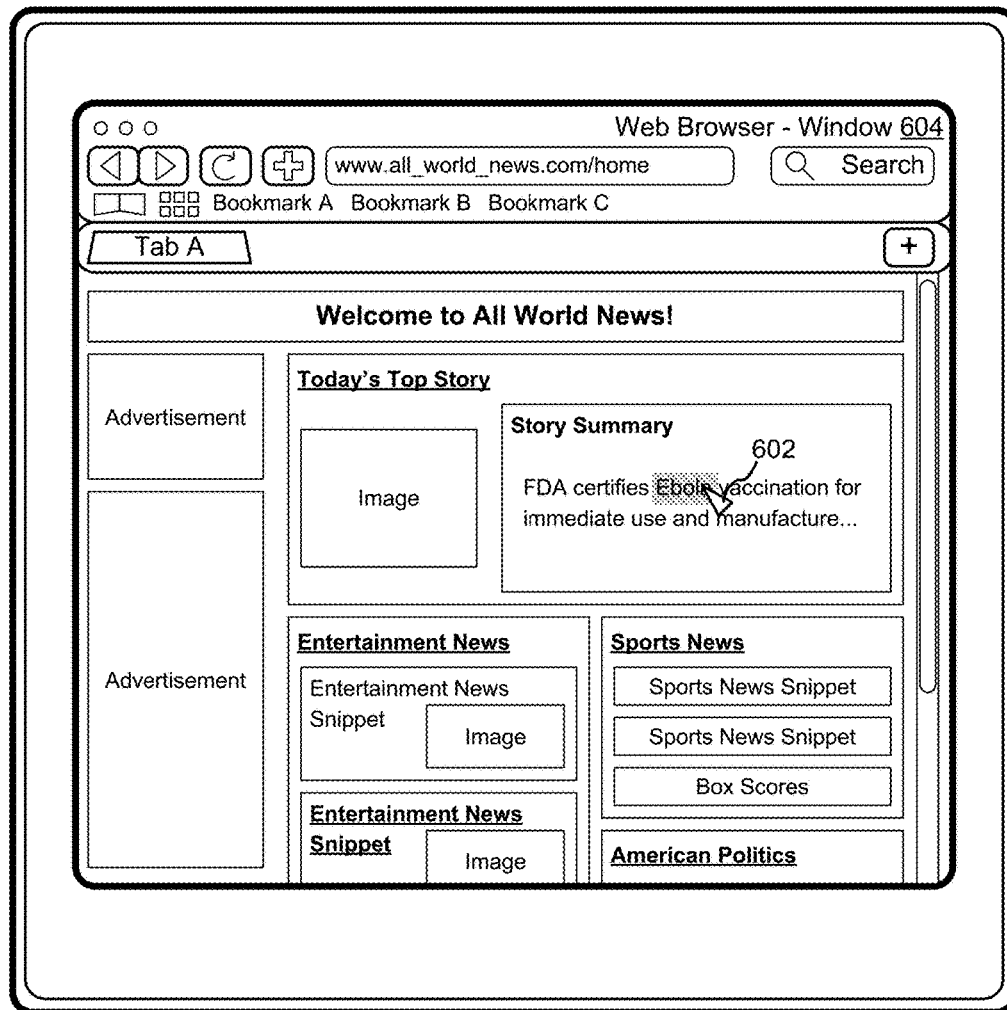 Web Browser - Window 604
www.all_world_news.com/home
Search
Bookmark A Bookmark B Bookmark C
Tab A
+
Welcome to All World News!
Advertisement
Today's Top Story
Image
Story Summary
602
FDA certifies Ebola vaccination for
immediate use and manufacture...
Advertisement
Entertainment News
Entertainment News
Snippet
Image
Entertainment News
Snippet
Image
Sports News
Sports News Snippet
Sports News Snippet
Box Scores
American Politics